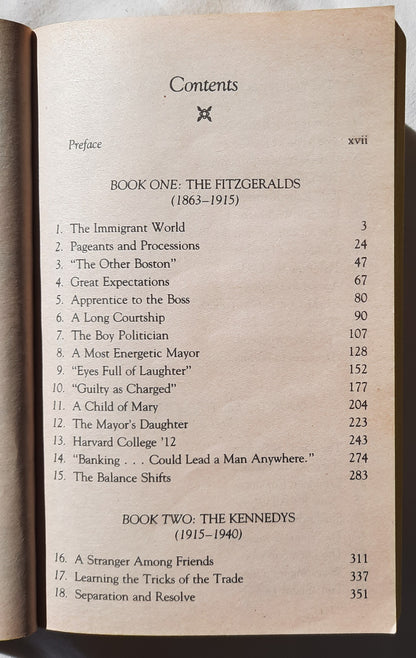 Contents
Preface xvii
BOOK ONE: THE FITZGERALDS
(1863–1915)
1. The Immigrant World 3
2. Pageants and Processions 24
3. “The Other Boston” 47
4. Great Expectations 67
5. Apprentice to the Boss 80
6. A Long Courtship 90
7. The Boy Politician 107
8. A Most Energetic Mayor 128
9. “Eyes Full of Laughter” 152
10. “Guilty as Charged” 177
11. A Child of Mary 204
12. The Mayor’s Daughter 223
13. Harvard College ’12 243
14. “Banking . . . Could Lead a Man Anywhere.” 274
15. The Balance Shifts 283
BOOK TWO: THE KENNEDYS
(1915–1940)
16. A Stranger Among Friends 311
17. Learning the Tricks of the Trade 337
18. Separation and Resolve 351